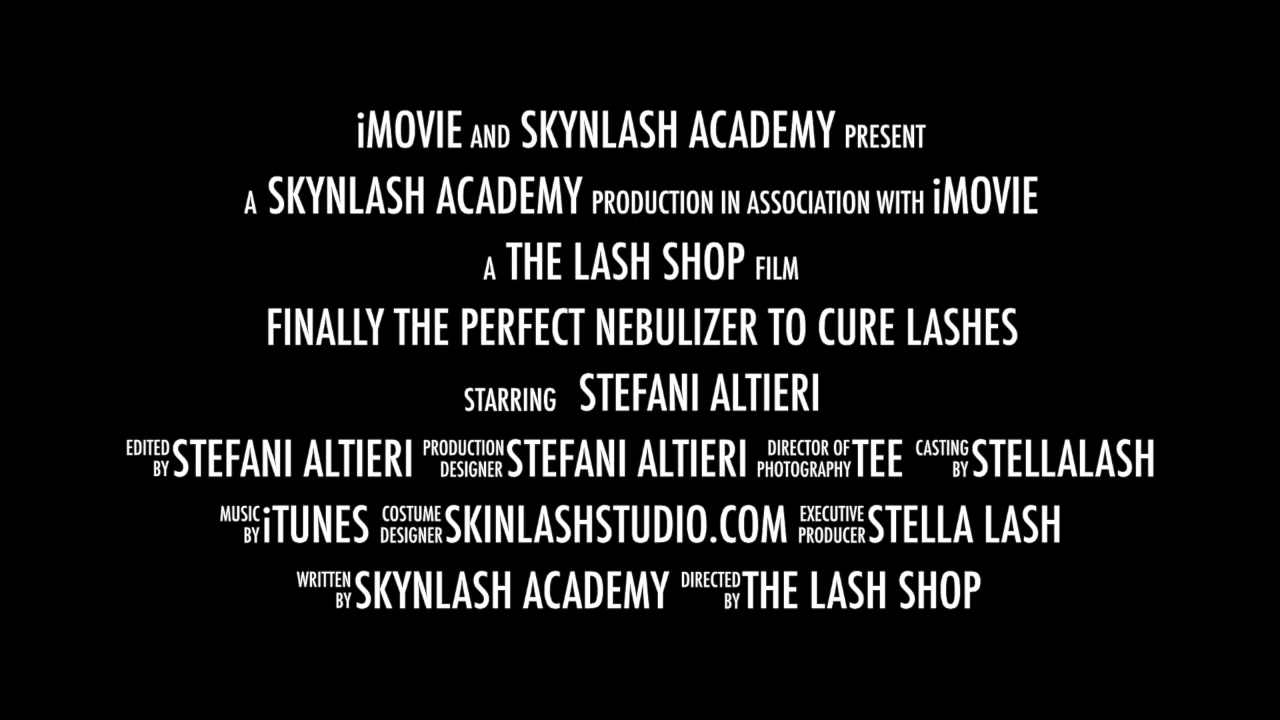 iMOVIE AND SKYNLASH ACADEMY PRESENT
A SKYNLASH ACADEMY PRODUCTION IN ASSOCIATION WITH iMOVIE
A THE LASH SHOP FILM
FINALLY THE PERFECT NEBULIZER TO CURE LASHES
STARRING STEFANI ALTIERI
EDITED BY STEFANI ALTIERI PRODUCTION DESIGNER STEFANI ALTIERI DIRECTOR OF PHOTOGRAPHY TEE CASTING BY STELLALASH
MUSIC BY iTUNES COSTUME DESIGNER SKINLASHSTUDIO.COM EXECUTIVE PRODUCER STELLA LASH
WRITTEN BY SKYNLASH ACADEMY DIRECTED BY THE LASH SHOP